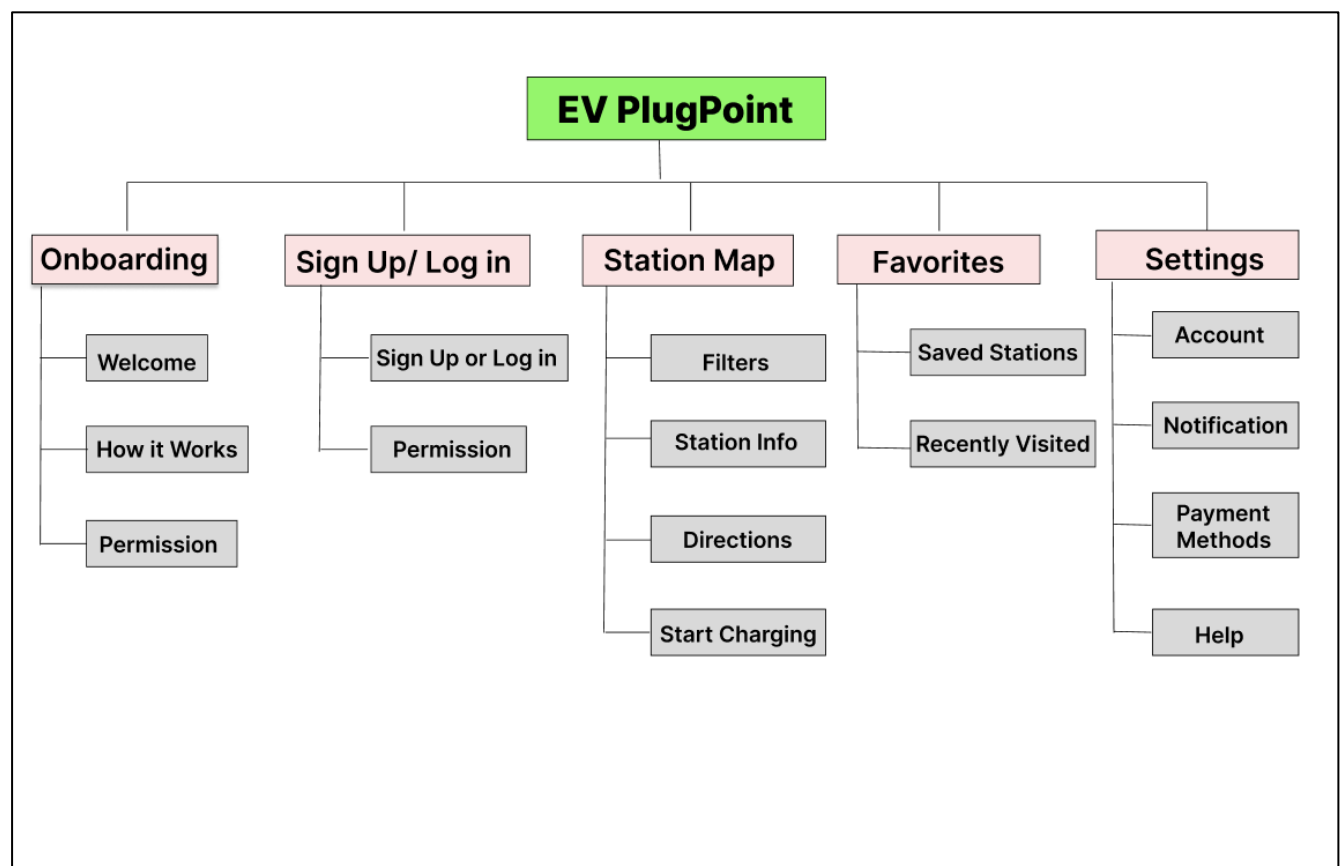 EV PlugPoint
Onboarding
Welcome
How it Works
Permission
Sign Up/ Log in
Sign Up or Log in
Permission
Station Map
Filters
Station Info
Directions
Start Charging
Favorites
Saved Stations
Recently Visited
Settings
Account
Notification
Payment
Methods
Help